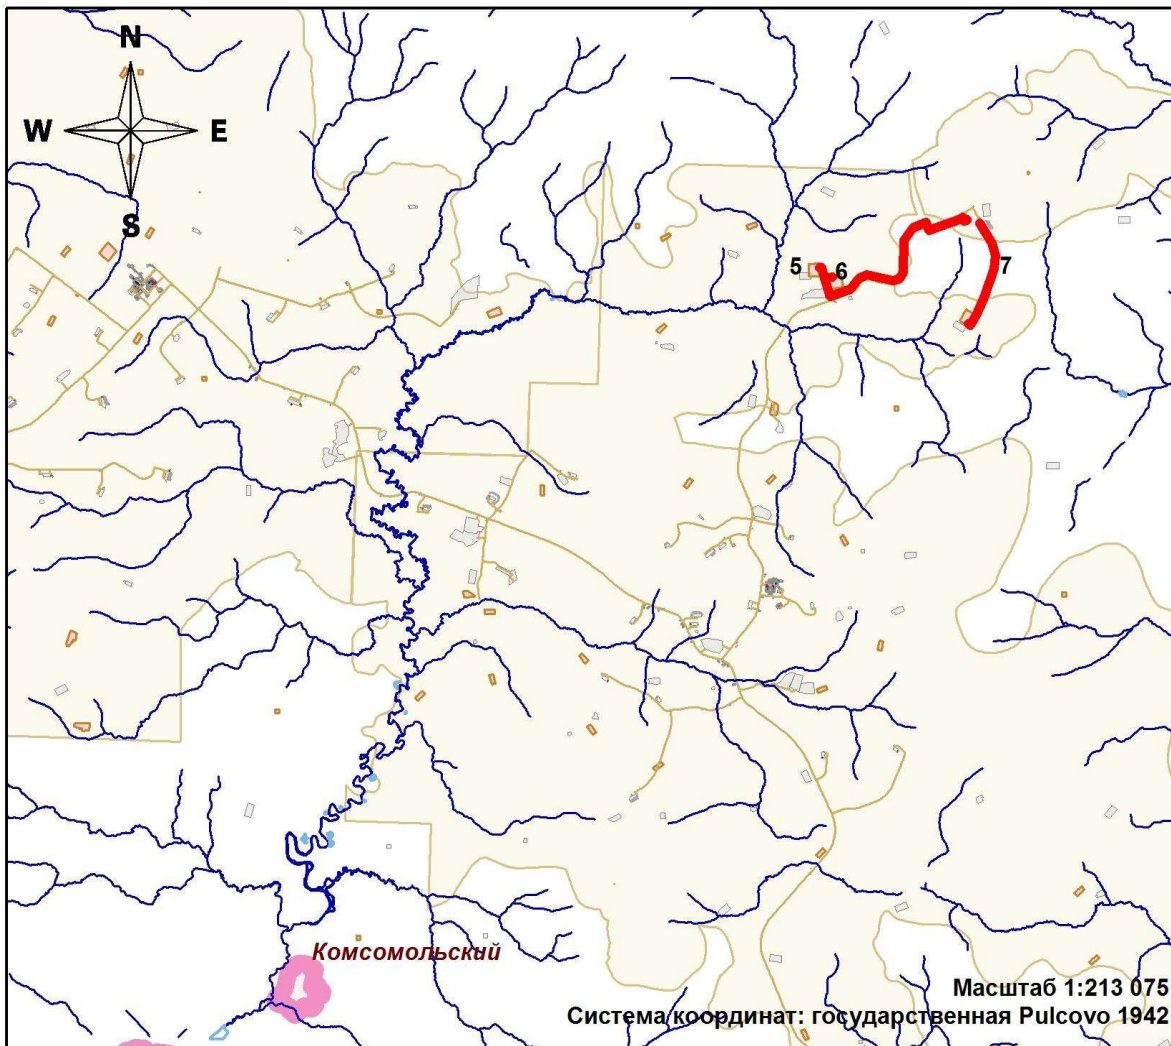 N
W E
S
5 6 7
Комсомольский
Масштаб 1:213 075
Система координат: государственная Pulcovo 1942